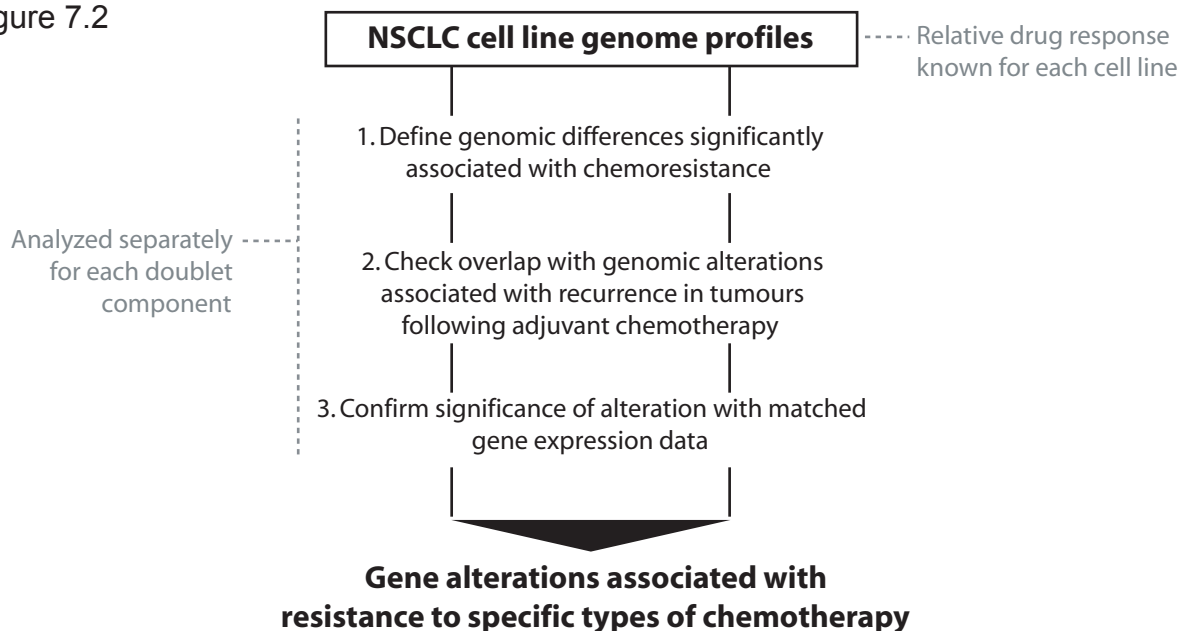 gure 7.2
NSCLC cell line genome profiles
Relative drug response
known for each cell line
1. Define genomic differences significantly
associated with chemoresistance
Analyzed separately
for each doublet
component
2. Check overlap with genomic alterations
associated with recurrence in tumours
following adjuvant chemotherapy
3. Confirm significance of alteration with matched
gene expression data
Gene alterations associated with
resistance to specific types of chemotherapy